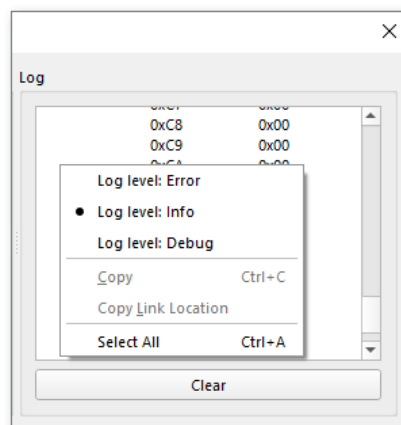 Log
0xC8 0x00
0xC9 0x00
Log level: Error
Log level: Info
Log level: Debug
Copy Ctrl+C
Copy Link Location
Select All Ctrl+A
Clear